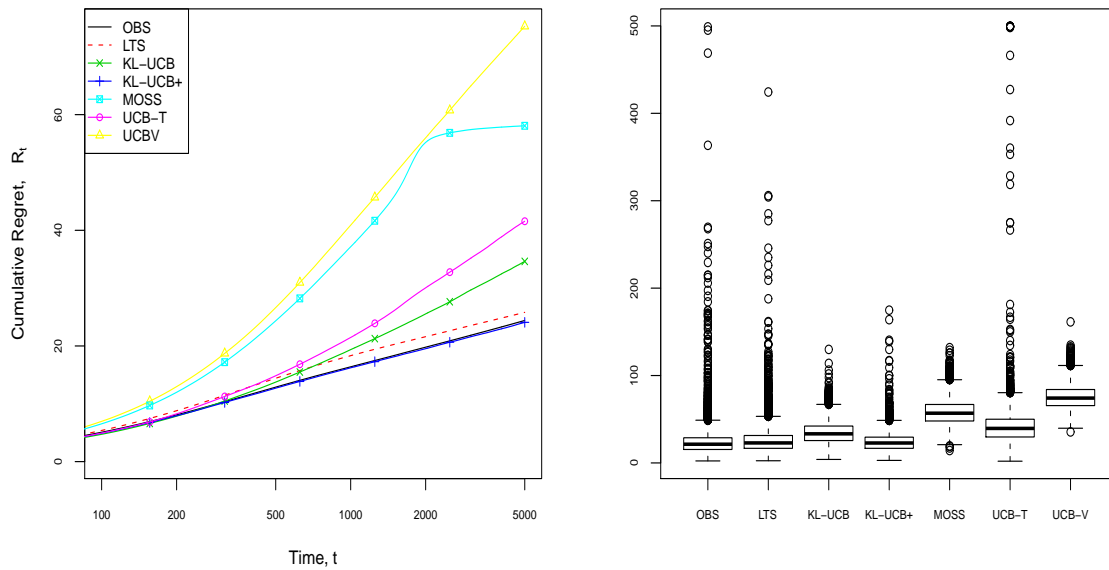 OBS
LTS
KL−UCB
KL−UCB+
MOSS
UCB−T
UCBV
Cumulative Regret, Rt
0
20
40
60
100
200
500
1000
2000
5000
Time, t
0
100
200
300
400
500
OBS
LTS
KL−UCB
KL−UCB+
MOSS
UCB−T
UCB−V